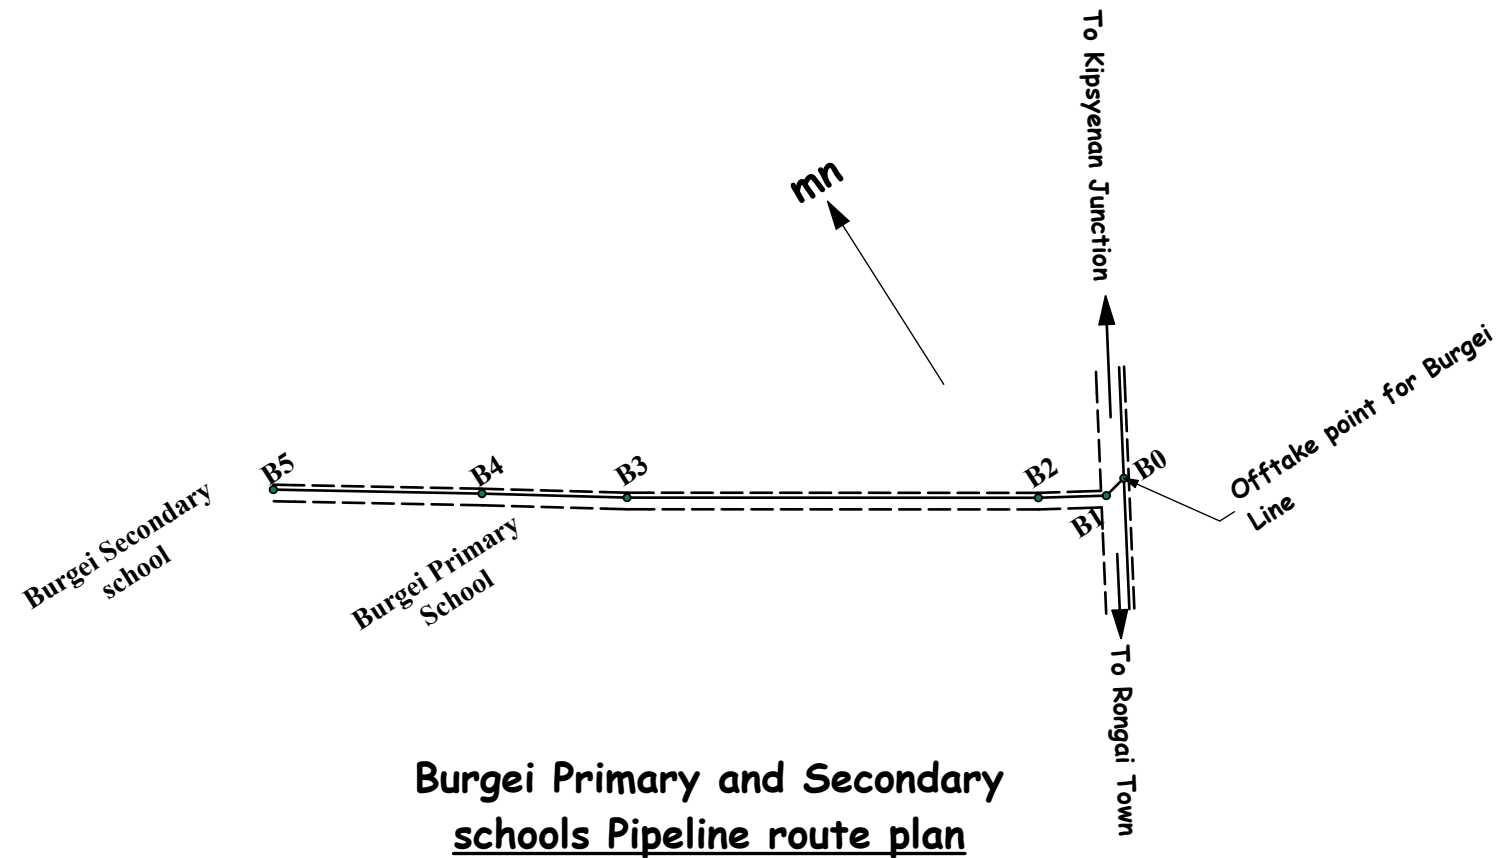 To Kipsyenan Junction
mn
B5
B4
B3
B2
B0
B1
Offtake point for Burgei
Line
Burgei Secondary
school
Burgei Primary
School
To Rongai Town
Burgei Primary and Secondary
schools Pipeline route plan